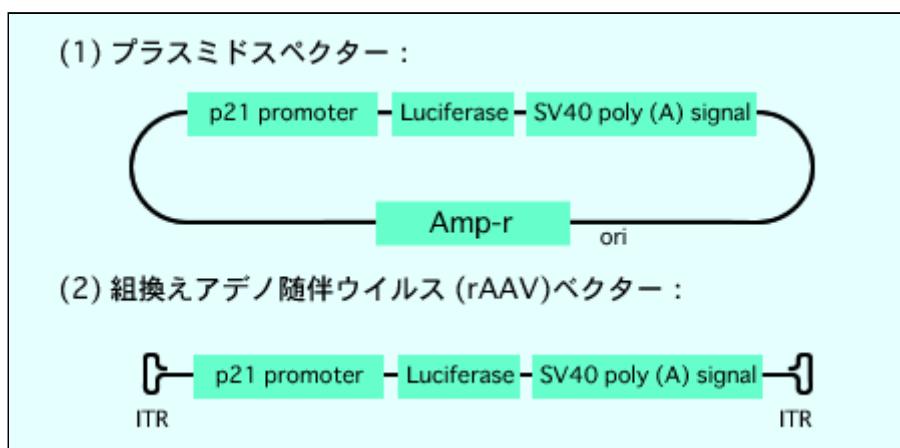 (1) プラスミドスペクター：
p21 promoter Luciferase SV40 poly (A) signal
Amp-r
ori
(2) 組換えアデノ随伴ウイルス (rAAV)ベクター：
p21 promoter Luciferase SV40 poly (A) signal
ITR ITR